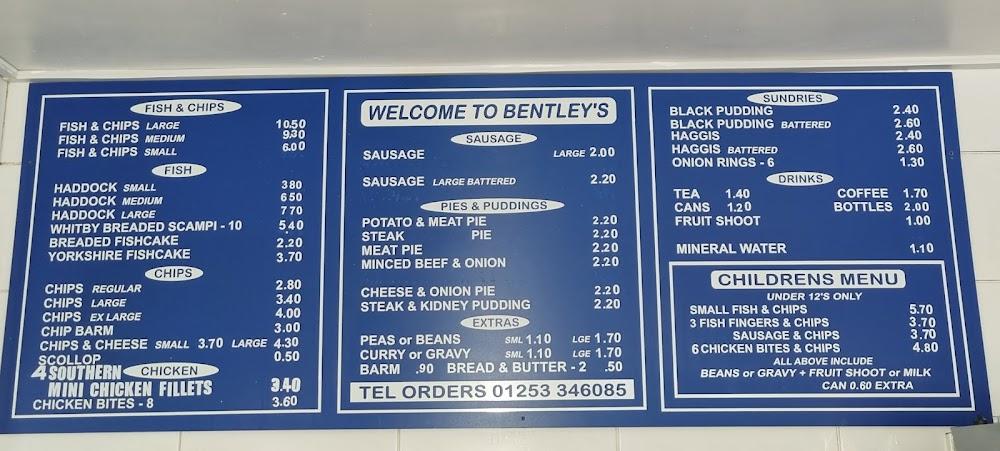 FISH & CHIPS
FISH & CHIPS LARGE 10.50
FISH & CHIPS MEDIUM 9.30
FISH & CHIPS SMALL 6.00
FISH
HADDOCK SMALL 3 80
HADDOCK MEDIUM 6 50
HADDOCK LARGE 7 70
WHITBY BREADED SCAMPI - 10 5.40
BREADED FISHCAKE 2.20
YORKSHIRE FISHCAKE 3.70
CHIPS
CHIPS REGULAR 2.80
CHIPS LARGE 3.40
CHIPS EX LARGE 4.00
CHIP BARM 3.00
CHIPS & CHEESE SMALL 3.70 LARGE 4.30
SCOLLOP 0.50
CHICKEN
4 SOUTHERN
MINI CHICKEN FILLETS 3.40
CHICKEN BITES - 8 3.60
WELCOME TO BENTLEY'S
SAUSAGE
SAUSAGE LARGE 2.00
SAUSAGE LARGE BATTERED 2.20
PIES & PUDDINGS
POTATO & MEAT PIE 2.20
STEAK PIE 2.20
MEAT PIE 2.20
MINCED BEEF & ONION 2.20
CHEESE & ONION PIE 2.20
STEAK & KIDNEY PUDDING 2.20
EXTRAS
PEAS or BEANS SML 1.10 LGE 1.70
CURRY or GRAVY SML 1.10 LGE 1.70
BARM .90 BREAD & BUTTER - 2 .50
TEL ORDERS 01253 346085
SUNDRIES
BLACK PUDDING 2.40
BLACK PUDDING BATTERED 2.60
HAGGIS 2.40
HAGGIS BATTERED 2.60
ONION RINGS - 6 1.30
DRINKS
TEA 1.40 COFFEE 1.70
CANS 1.20 BOTTLES 2.00
FRUIT SHOOT 1.00
MINERAL WATER 1.10
CHILDRENS MENU
UNDER 12'S ONLY
SMALL FISH & CHIPS 5.70
3 FISH FINGERS & CHIPS 3.70
SAUSAGE & CHIPS 3.70
6 CHICKEN BITES & CHIPS 4.80
ALL ABOVE INCLUDE
BEANS or GRAVY + FRUIT SHOOT or MILK
CAN 0.60 EXTRA